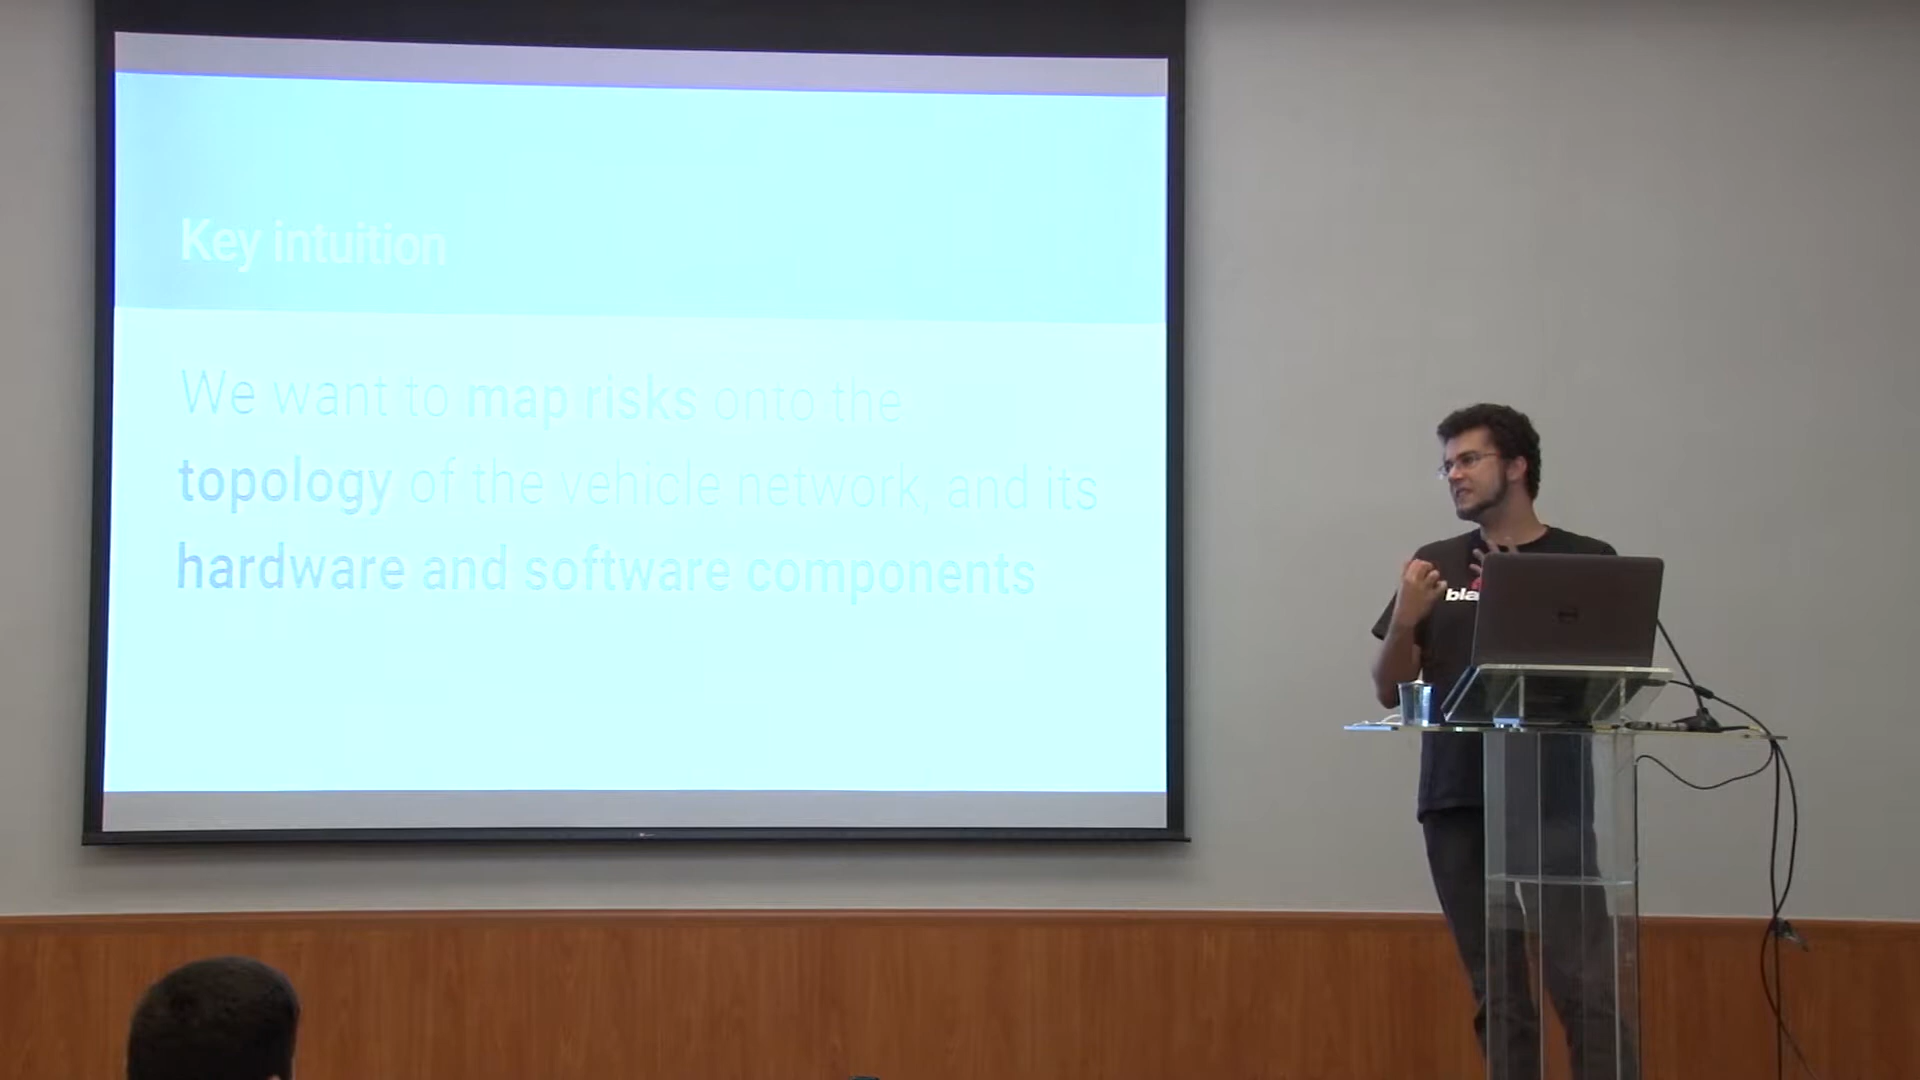 Key intuition
We want to map risks onto the
topology of the vehicle network, and its
hardware and software components
bla